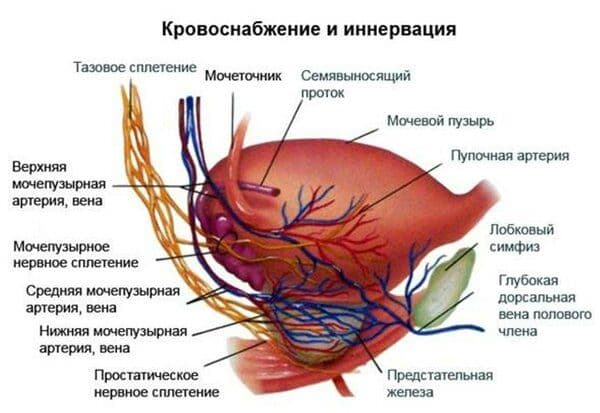 Кровоснабжение и иннервация
Тазовое сплетение
Мочеточник
Семявыносящий
проток
Мочевой пузырь
Пупочная артерия
Верхняя
мочепузырная
артерия, вена
Лобковый
симфиз
Мочепузырное
нервное сплетение
Глубокая
дорсальная
вена полового
члена
Средняя мочепузырная
артерия, вена
Нижняя мочепузырная
артерия, вена
Простатическое
нервное сплетение
Предстательная
железа